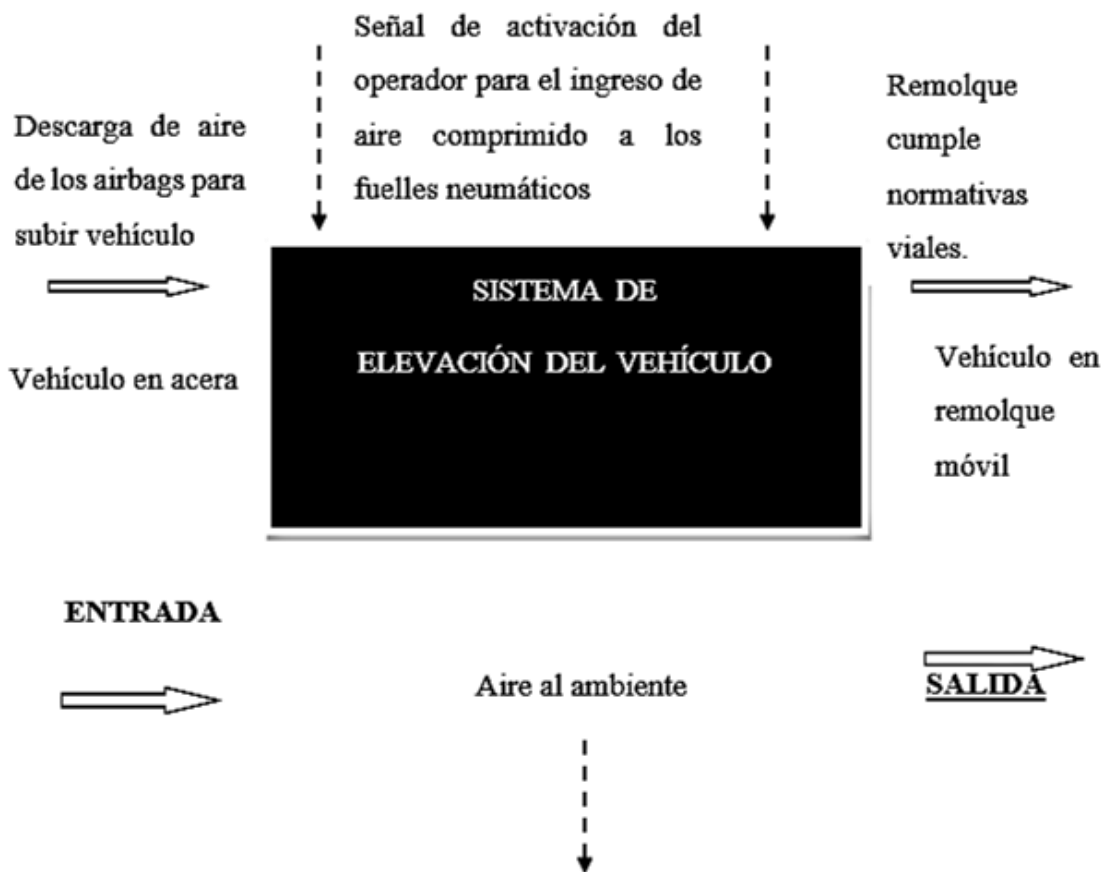 Señal de activación del
operador para el ingreso de
aire comprimido a los
fuelles neumáticos
Descarga de aire
de los airbags para
subir vehículo
Remolque
cumple
normativas
viales.
SISTEMA DE
ELEVACIÓN DEL VEHÍCULO
Vehículo en acera
Vehículo en
remolque
móvil
ENTRADA
Aire al ambiente
SALIDA